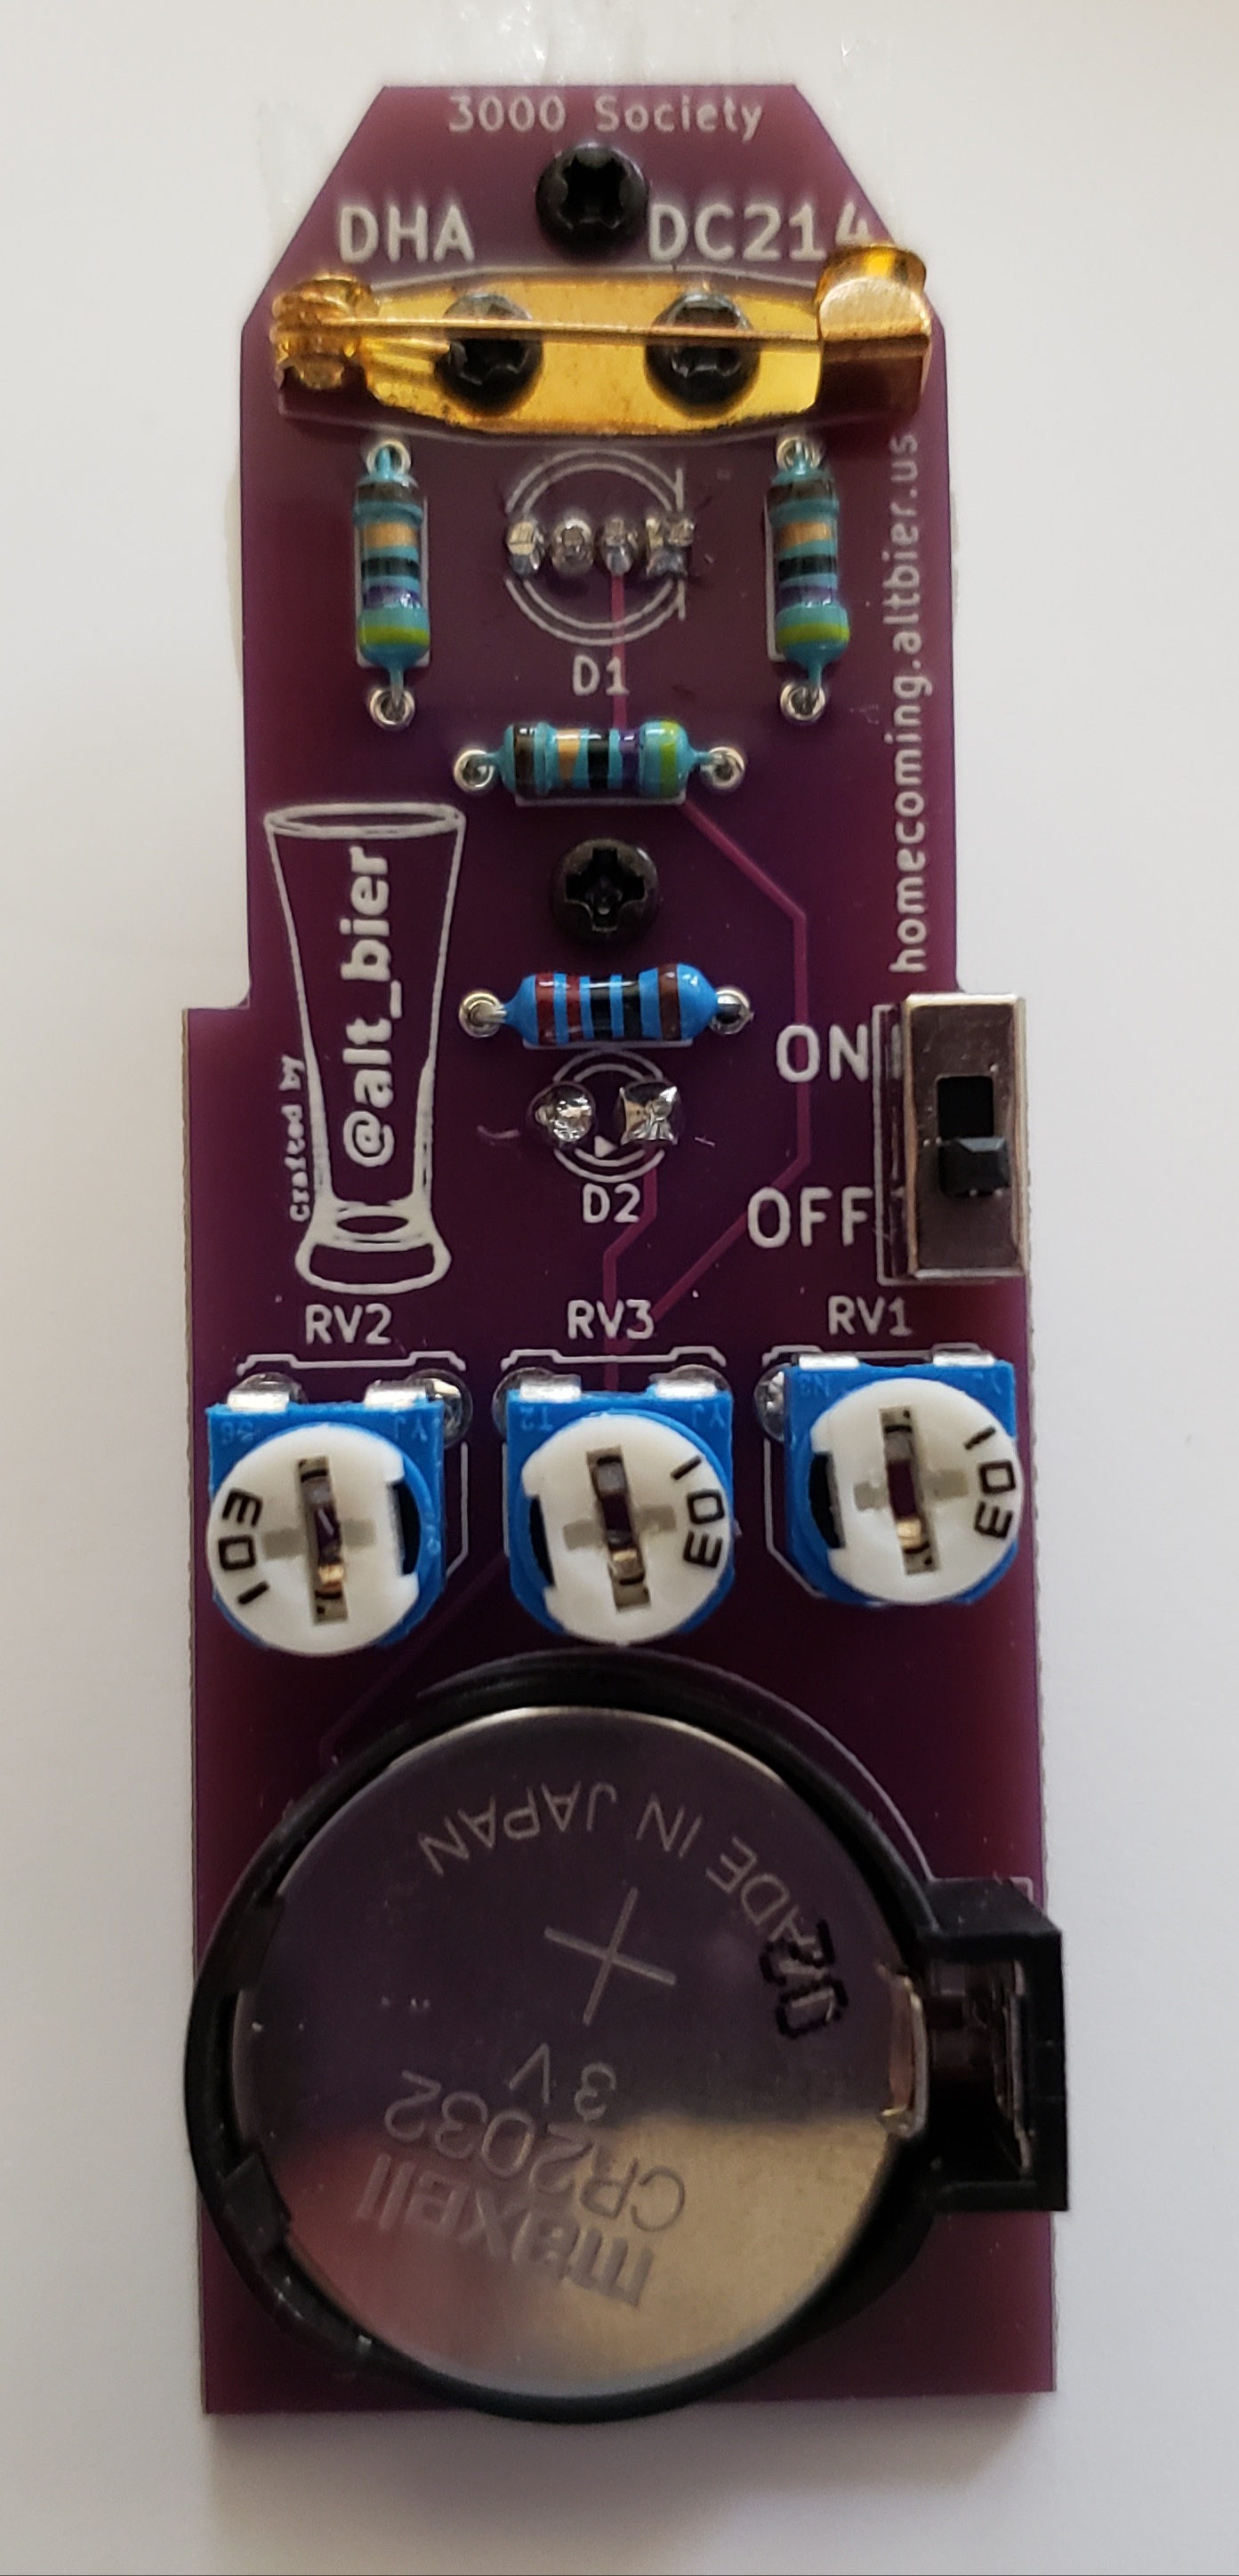 3000 Society
DHA DC214
homecoming.altbier.us
D1
Crafted by
@alt_bier
ON
OFF
D2
RV2 RV3 RV1
103
103
103
MADE IN JAPAN
3V
CR2032
maxell